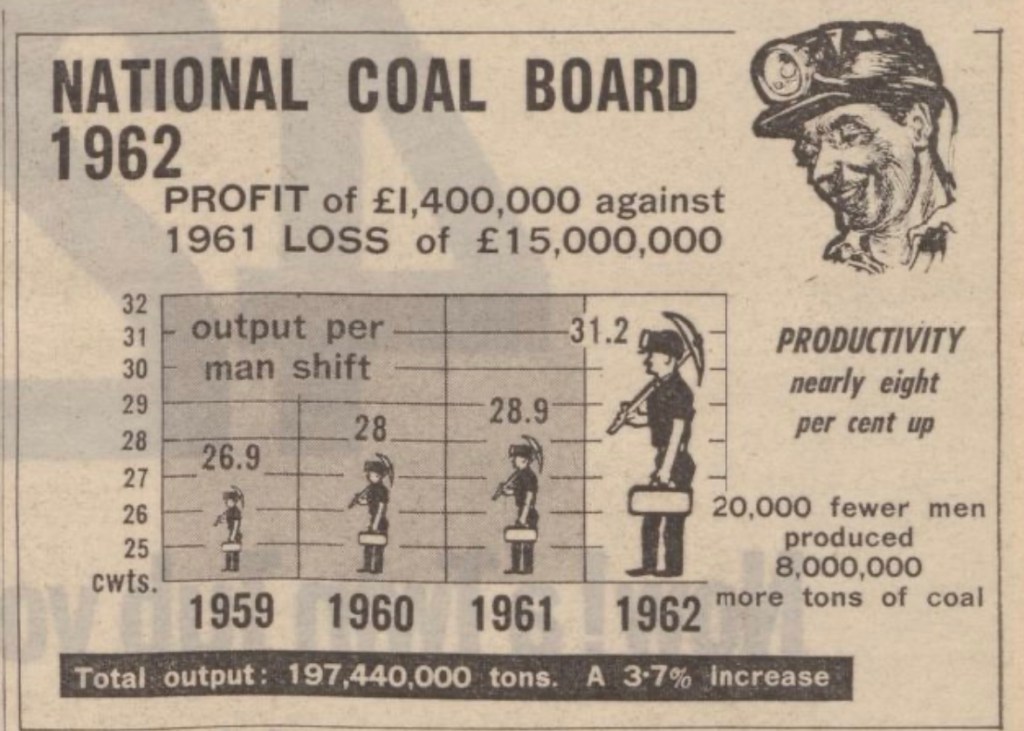 NATIONAL COAL BOARD
1962
PROFIT of £1,400,000 against
1961 LOSS of £15,000,000
output per
man shift
32
31
30
29
28
27
26
25
cwts.
26.9
28
28.9
31.2
1959 1960 1961 1962
PRODUCTIVITY
nearly eight
per cent up
20,000 fewer men
produced
8,000,000
more tons of coal
Total output: 197,440,000 tons. A 3·7% increase